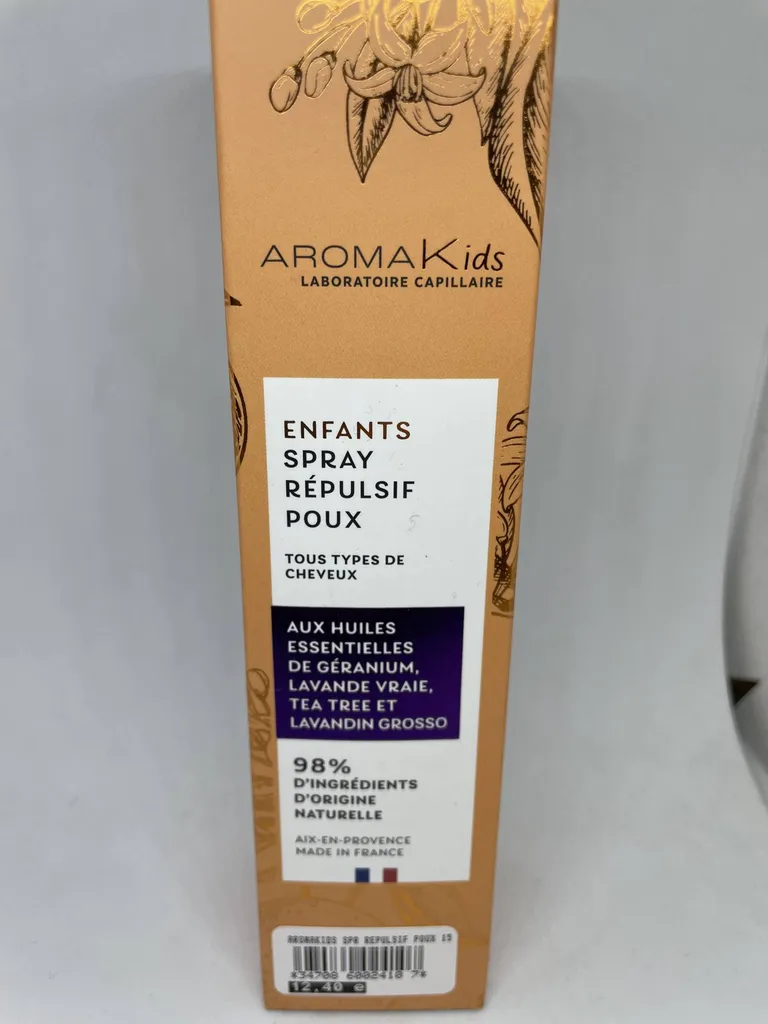 AROMAKids
LABORATOIRE CAPILLAIRE
ENFANTS
SPRAY
RÉPULSIF
POUX
TOUS TYPES DE
CHEVEUX
AUX HUILES
ESSENTIELLES
DE GÉRANIUM,
LAVANDE VRAIE,
TEA TREE ET
LAVANDIN GROSSO
98%
D'INGRÉDIENTS
D'ORIGINE
NATURELLE
AIX-EN-PROVENCE
MADE IN FRANCE
AROMAKIDS SPR REPULSIF POUX 15
*34708 6002410 7*
12,40 e